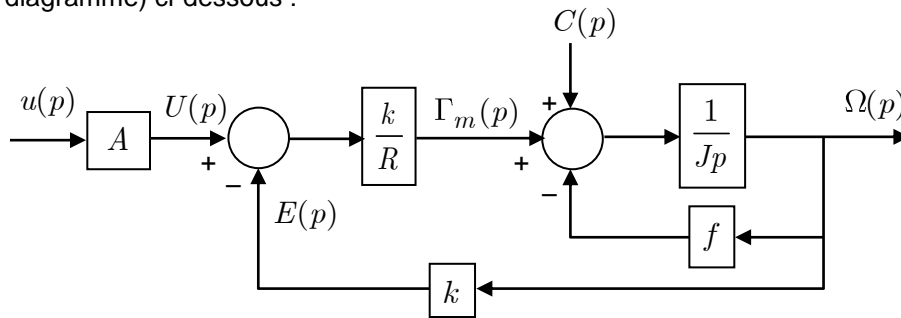 diagramme) ci-dessous :
C(p)
u(p)
A
U(p)
+
−
k
R
Γm(p)
+
+
−
1
Jp
Ω(p)
E(p)
f
k